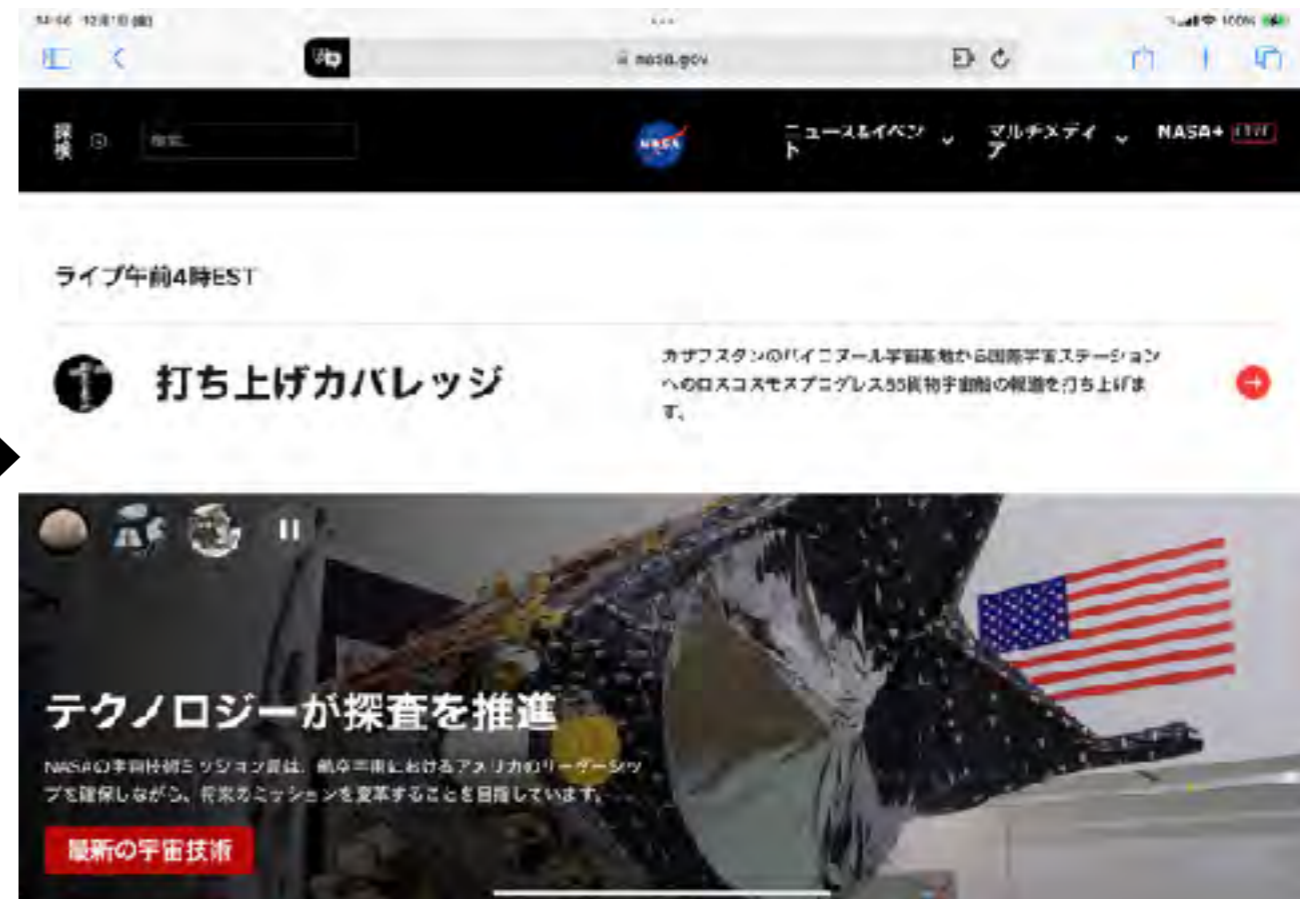 100%
nasa.gov
探検
検索...
NASA
ニュース&イベント
マルチメディア
NASA+
ライブ午前4時EST
打ち上げカバレッジ
カザフスタンのバイコヌール宇宙基地から国際宇宙ステーション
へのロスコスモスプログレス86貨物宇宙船の報道を打ち上げま
す。
テクノロジーが探査を推進
NASAの宇宙技術ミッション局は、航空宇宙におけるアメリカのリーダーシッ
プを確保しながら、将来のミッションを変革することを目指しています。
最新の宇宙技術